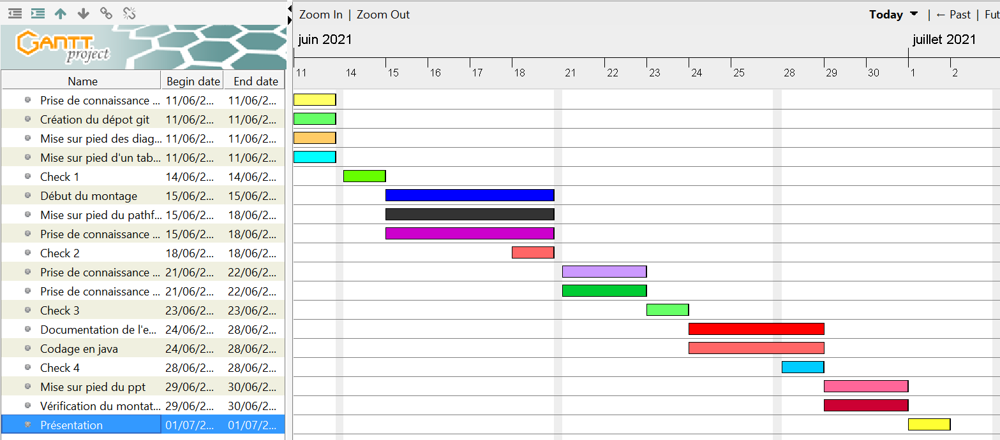 Zoom In | Zoom Out Today | ← Past | Fut
GANTT
project
juin 2021 juillet 2021
11 14 15 16 17 18 21 22 23 24 25 28 29 30 1 2
Name Begin date End date
Prise de connaissance ... 11/06/2... 11/06/2...
Création du dépot git 11/06/2... 11/06/2...
Mise sur pied des diag... 11/06/2... 11/06/2...
Mise sur pied d'un tab... 11/06/2... 11/06/2...
Check 1 14/06/2... 14/06/2...
Début du montage 15/06/2... 15/06/2...
Mise sur pied du pathf... 15/06/2... 18/06/2...
Prise de connaissance ... 15/06/2... 18/06/2...
Check 2 18/06/2... 18/06/2...
Prise de connaissance ... 21/06/2... 22/06/2...
Prise de connaissance ... 21/06/2... 22/06/2...
Check 3 23/06/2... 23/06/2...
Documentation de l'e... 24/06/2... 28/06/2...
Codage en java 24/06/2... 28/06/2...
Check 4 28/06/2... 28/06/2...
Mise sur pied du ppt 29/06/2... 30/06/2...
Vérification du montat... 29/06/2... 30/06/2...
Présentation 01/07/2... 01/07/2...